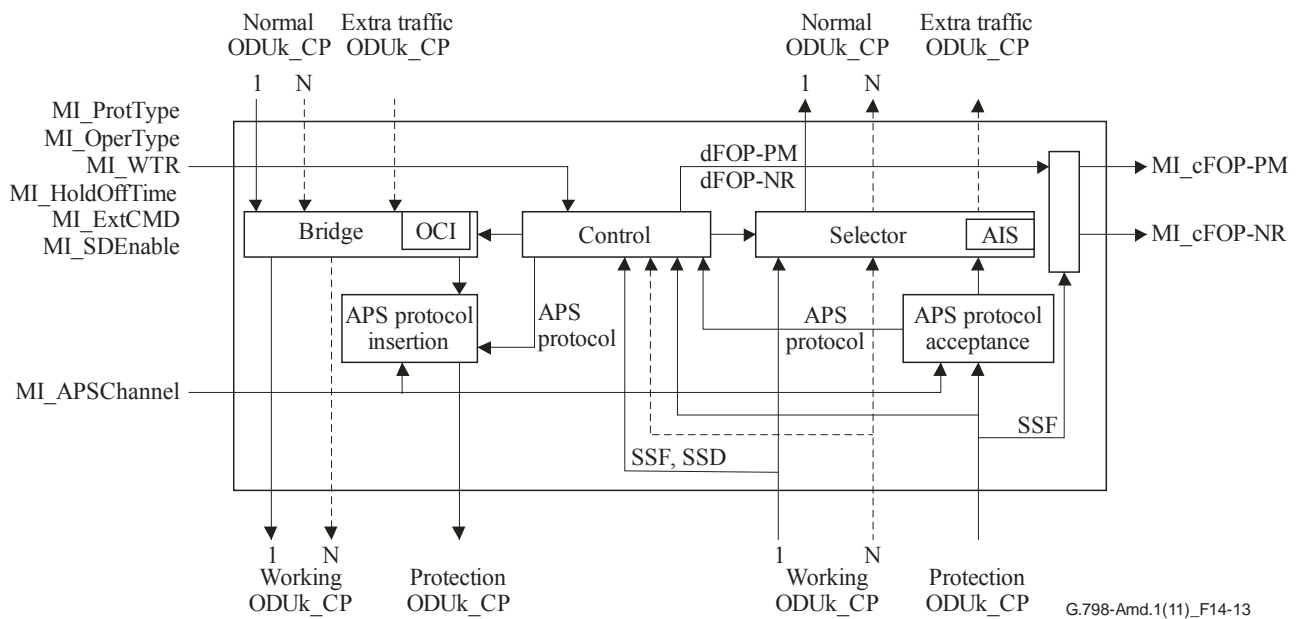 Normal
ODUk_CP
Extra traffic
ODUk_CP
Normal
ODUk_CP
Extra traffic
ODUk_CP
1
N
1
N
MI_ProtType
MI_OperType
MI_WTR
MI_HoldOffTime
MI_ExtCMD
MI_SDEnable
dFOP-PM
dFOP-NR
MI_cFOP-PM
MI_cFOP-NR
Bridge
OCI
Control
Selector
AIS
APS protocol
insertion
APS
protocol
APS
protocol
APS protocol
acceptance
MI_APSChannel
SSF
SSF, SSD
1
N
Working
ODUk_CP
Protection
ODUk_CP
1
N
Working
ODUk_CP
Protection
ODUk_CP
G.798-Amd.1(11)_F14-13